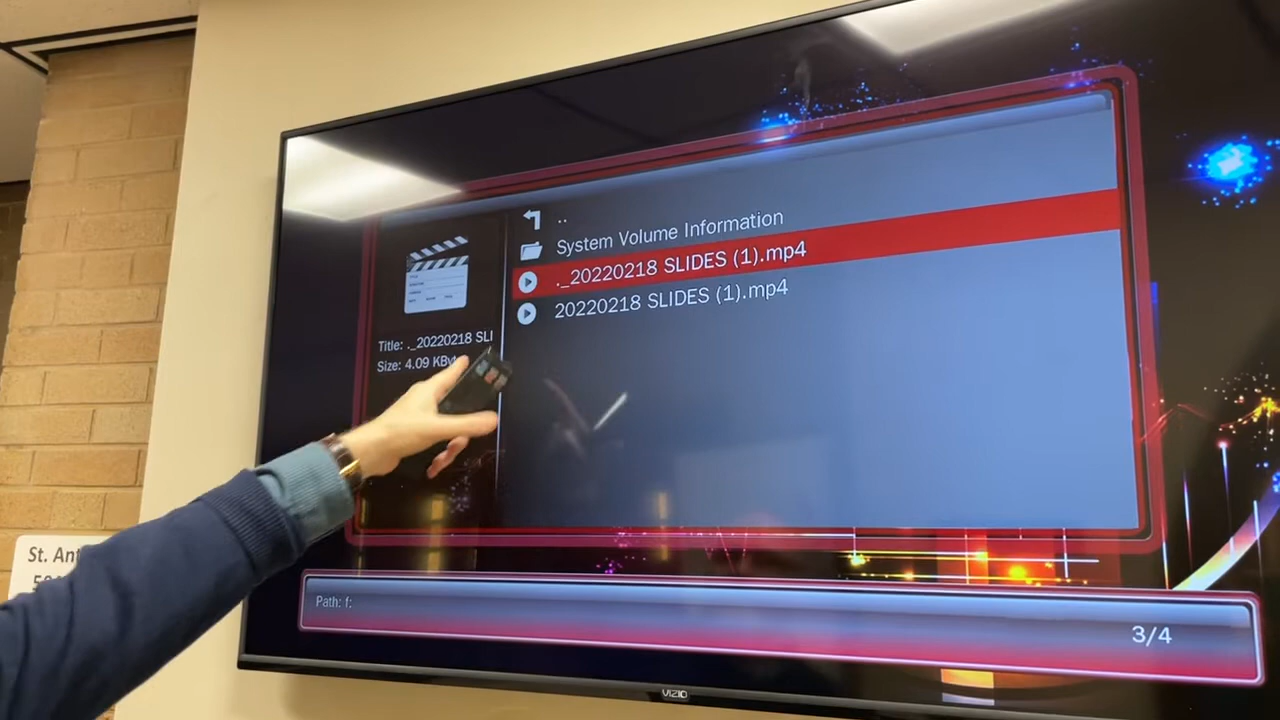 ..
System Volume Information
._20220218 SLIDES (1).mp4
20220218 SLIDES (1).mp4
Title: ._20220218 SLI
Size: 4.09 KByt
St. Ant
Path: f:
3/4
VIZIO